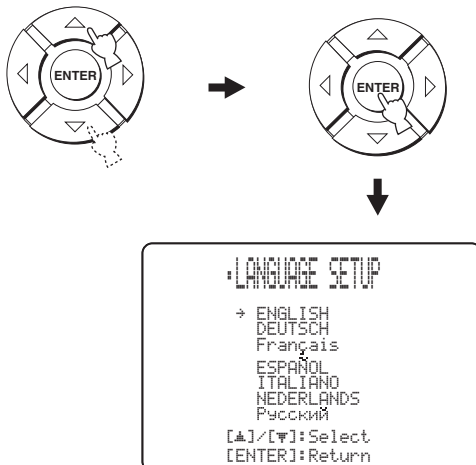 ENTER
ENTER
·LANGUAGE SETUP
→ ENGLISH
DEUTSCH
Français
ESPAÑOL
ITALIANO
NEDERLANDS
Русский
[▲]/[▼]:Select
[ENTER]:Return